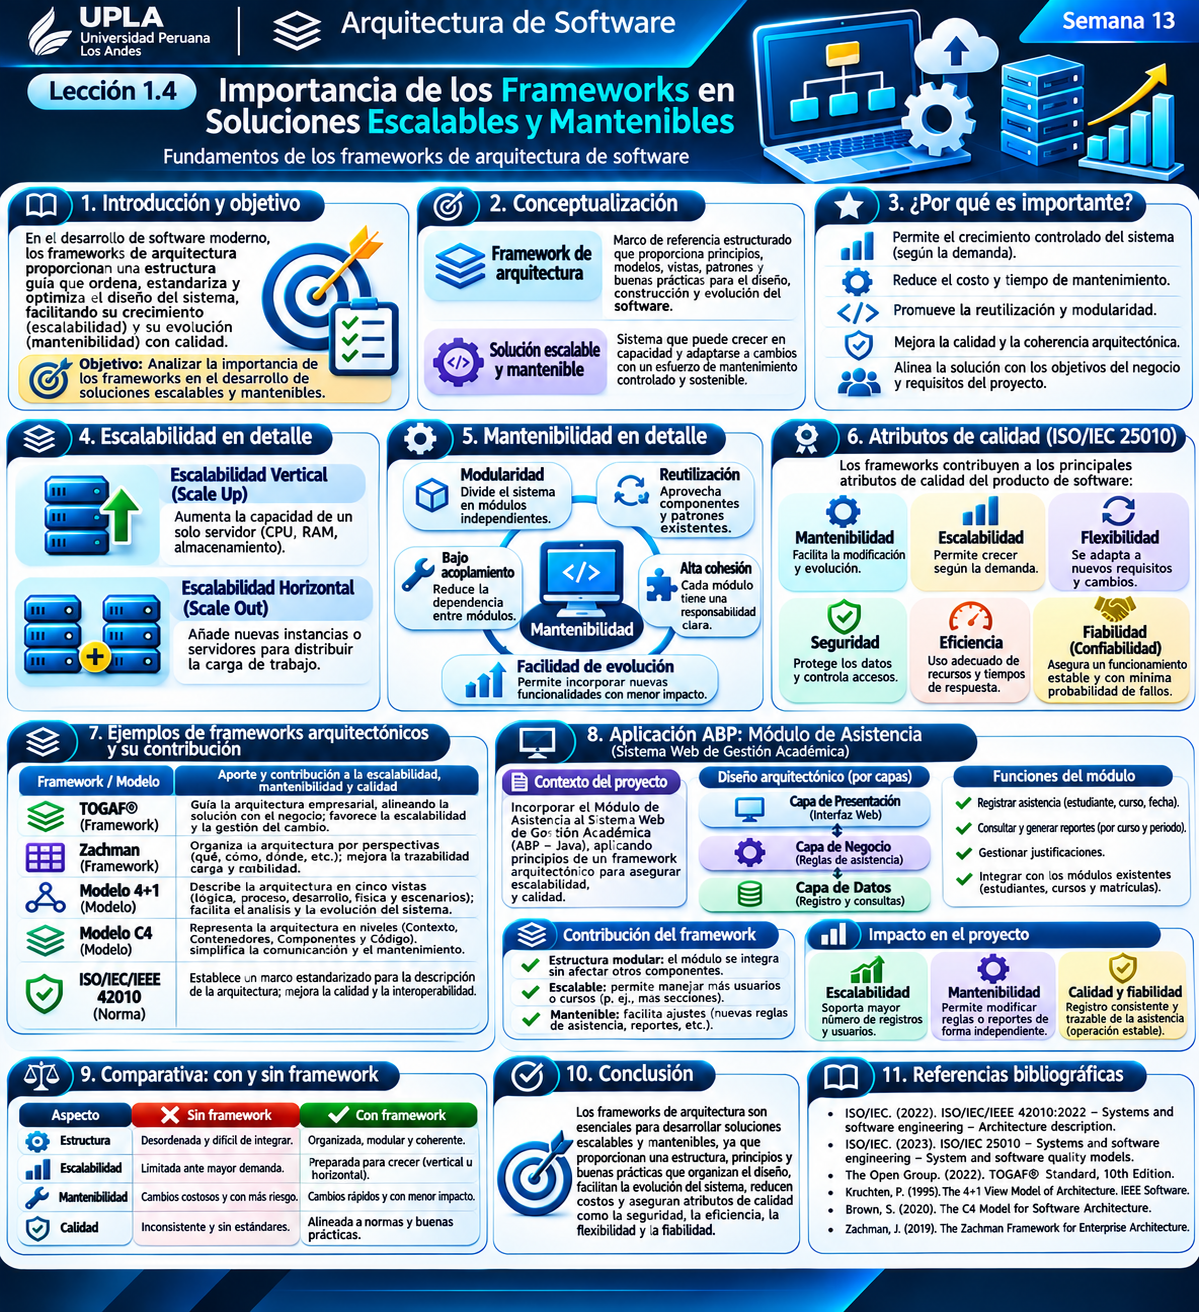 UPLA
Universidad Peruana
Los Andes
Arquitectura de Software
Semana 13
Lección 1.4
Importancia de los Frameworks en
Soluciones Escalables y Mantenibles
Fundamentos de los frameworks de arquitectura de software
1. Introducción y objetivo
En el desarrollo de software moderno,
los frameworks de arquitectura
proporcionan una estructura
guía que ordena, estandariza y
optimiza el diseño del sistema,
facilitando su crecimiento
(escalabilidad) y su evolución
(mantenibilidad) con calidad.
Objetivo: Analizar la importancia de
los frameworks en el desarrollo de
soluciones escalables y mantenibles.
2. Conceptualización
Framework de
arquitectura
Marco de referencia estructurado
que proporciona principios,
modelos, vistas, patrones y
buenas prácticas para el diseño,
construcción y evolución del
software.
Solución escalable
y mantenible
Sistema que puede crecer en
capacidad y adaptarse a cambios
con un esfuerzo de mantenimiento
controlado y sostenible.
3. ¿Por qué es importante?
Permite el crecimiento controlado del sistema
(según la demanda).
Reduce el costo y tiempo de mantenimiento.
Promueve la reutilización y modularidad.
Mejora la calidad y la coherencia arquitectónica.
Alinea la solución con los objetivos del negocio
y requisitos del proyecto.
4. Escalabilidad en detalle
Escalabilidad Vertical
(Scale Up)
Aumenta la capacidad de un
solo servidor (CPU, RAM,
almacenamiento).
Escalabilidad Horizontal
(Scale Out)
Añade nuevas instancias o
servidores para distribuir
la carga de trabajo.
5. Mantenibilidad en detalle
Modularidad
Divide el sistema
en módulos
independientes.
Reutilización
Aprovecha
componentes
y patrones
existentes.
Bajo
acoplamiento
Reduce la
dependencia
entre módulos.
Mantenibilidad
Alta cohesión
Cada módulo
tiene una
responsabilidad
clara.
Facilidad de evolución
Permite incorporar nuevas
funcionalidades con menor impacto.
6. Atributos de calidad (ISO/IEC 25010)
Los frameworks contribuyen a los principales
atributos de calidad del producto de software:
Mantenibilidad
Facilita la modificación
y evolución.
Escalabilidad
Permite crecer
según la demanda.
Flexibilidad
Se adapta a
nuevos requisitos
y cambios.
Seguridad
Protege los datos
y controla accesos.
Eficiencia
Uso adecuado de
recursos y tiempos
de respuesta.
Fiabilidad
(Confiabilidad)
Asegura un funcionamiento
estable y con minima
probabilidad de fallos.
7. Ejemplos de frameworks arquitectónicos
y su contribución
Framework / Modelo
Aporte y contribución a la escalabilidad,
mantenibilidad y calidad
TOGAF®
(Framework)
Guía la arquitectura empresarial, alineando la
solución con el negocio; favorece la escalabilidad
y la gestión del cambio.
Zachman
(Framework)
Organiza la arquitectura por perspectivas
(qué, cómo, dónde, etc.); mejora la trazabilidad
Modelo 4+1
(Modelo)
Describe la arquitectura en cinco vistas
(lógica, proceso, desarrollo, física y escenarios);
facilita el analisis y la evolución del sistema.
Modelo C4
(Modelo)
Representa la arquitectura en niveles (Contexto,
Contenedores, Componentes y Código).
simplifica la comunicación y el mantenimiento.
ISO/IEC/IEEE
42010
(Norma)
Establece un marco estandarizado para la descripción
de la arquitectura; mejora la calidad y la interoperabilidad.
8. Aplicación ABP: Módulo de Asistencia
(Sistema Web de Gestión Académica)
Contexto del proyecto
Incorporar el Módulo de
Asistencia al Sistema Web
de Gestión Académica
(ABP – Java), aplicando
principios de un framework
arquitectónico para asegurar
escalabilidad,
y calidad.
Diseño arquitectónico (por capas)
Capa de Presentación
(Interfaz Web)
Capa de Negocio
(Reglas de asistencia)
Capa de Datos
(Registro y consultas)
Funciones del módulo
Registrar asistencia (estudiante, curso, fecha).
Consultar y generar reportes (por curso y periodo).
Gestionar justificaciones.
Integrar con los módulos existentes
(estudiantes, cursos y matrículas).
Contribución del framework
Estructura modular: el módulo se integra
sin afectar otros componentes.
Escalable: permite manejar más usuarios
o cursos (p. ej., mas secciones).
Mantenible: facilita ajustes (nuevas reglas
de asistencia, reportes, etc.).
Impacto en el proyecto
Escalabilidad
Soporta mayor
número de registros
y usuarios.
Mantenibilidad
Permite modificar
reglas o reportes de
forma independiente.
Calidad y fiabilidad
Registro consistente y
trazable de la asistencia
(operación estable).
9. Comparativa: con y sin framework
Aspecto
Sin framework
Con framework
Estructura
Desordenada y dificil de integrar.
Organizada, modular y coherente.
Escalabilidad
Limitada ante mayor demanda.
Preparada para crecer (vertical u
horizontal).
Mantenibilidad
Cambios costosos y con más riesgo.
Cambios rápidos y con menor impacto.
Calidad
Inconsistente y sin estándares.
Alineada a normas y buenas
prácticas.
10. Conclusión
Los frameworks de arquitectura son
esenciales para desarrollar soluciones
escalables y mantenibles, ya que
proporcionan una estructura, principios y
buenas prácticas que organizan el diseño,
facilitan la evolución del sistema, reducen
costos y aseguran atributos de calidad
como la seguridad, la eficiencia, la
flexibilidad y la fiabilidad.
11. Referencias bibliográficas
• ISO/IEC. (2022). ISO/IEC/IEEE 42010:2022 – Systems and
software engineering – Architecture description.
• ISO/IEC. (2023). ISO/IEC 25010 – Systems and software
engineering – System and software quality models.
• The Open Group. (2022). TOGAF® Standard, 10th Edition.
• Kruchten, P. (1995). The 4+1 View Model of Architecture. IEEE Software.
• Brown, S. (2020). The C4 Model for Software Architecture.
• Zachman, J. (2019). The Zachman Framework for Enterprise Architecture.